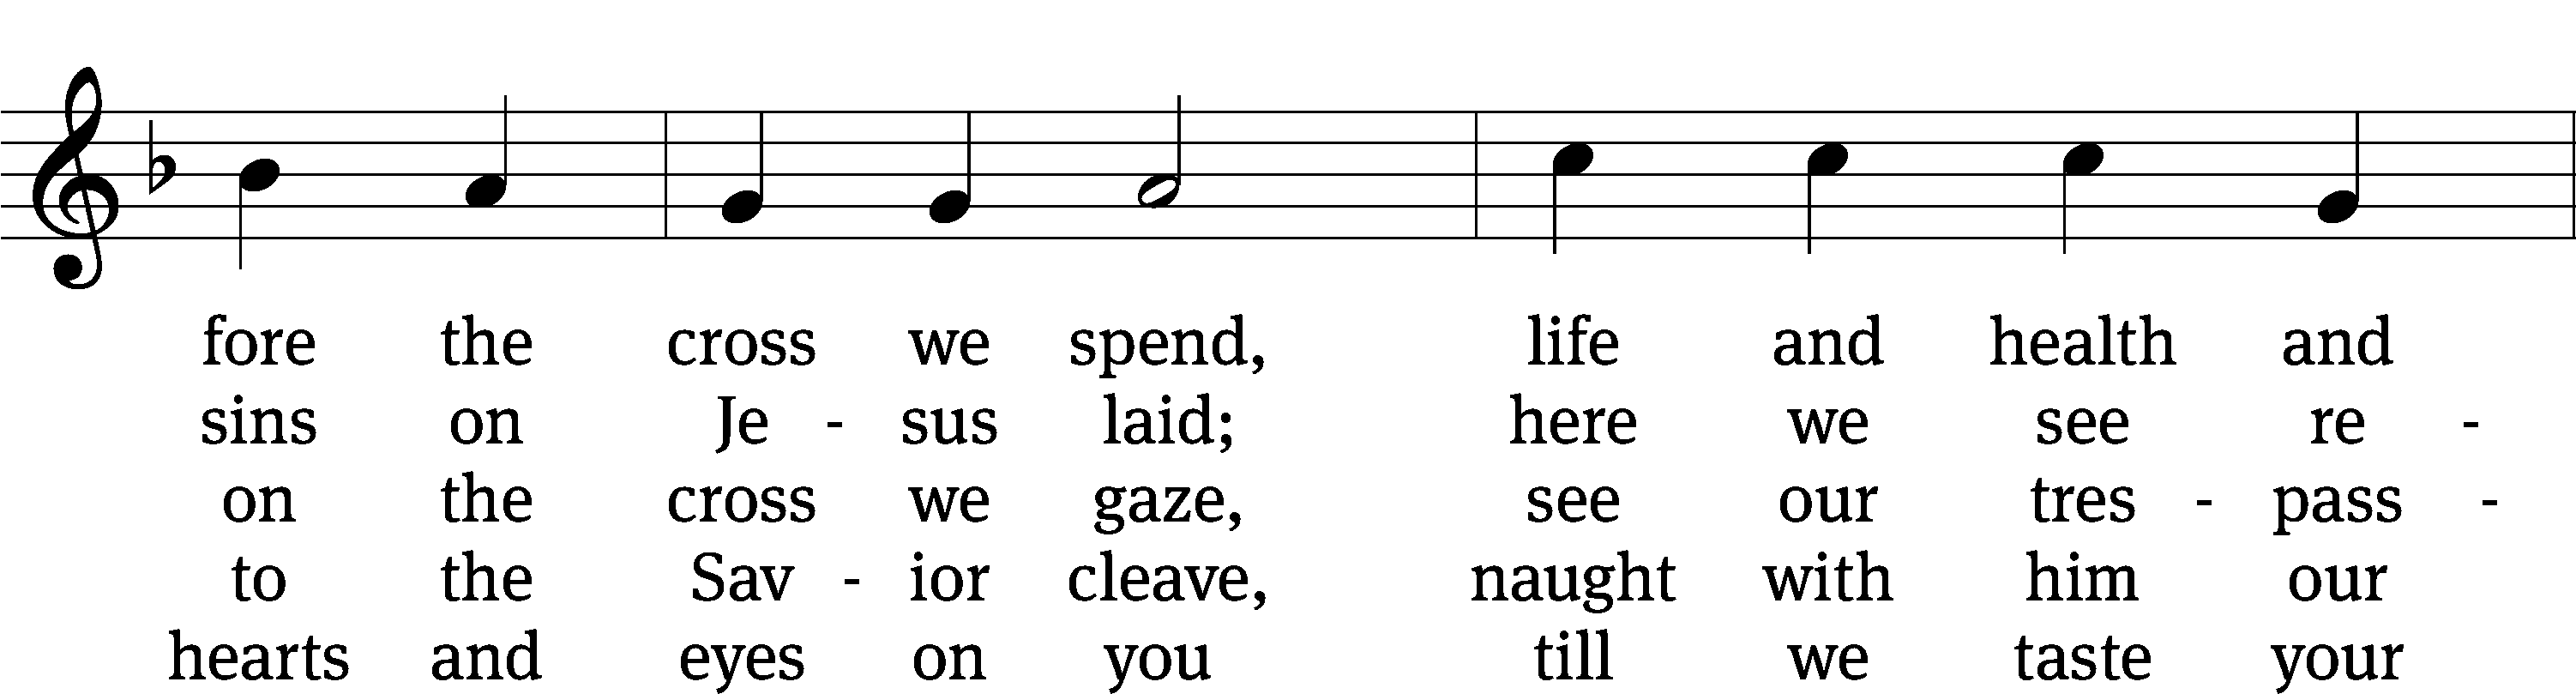 fore the cross we spend, life and health and
sins on Je - sus laid; here we see re -
on the cross we gaze, see our tres - pass -
to the Sav - ior cleave, naught with him our
hearts and eyes on you till we taste your